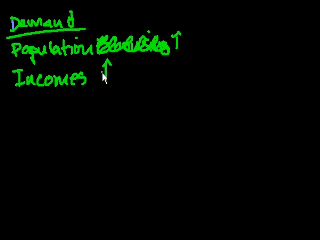 Demand
Population ↑
Incomes ↑